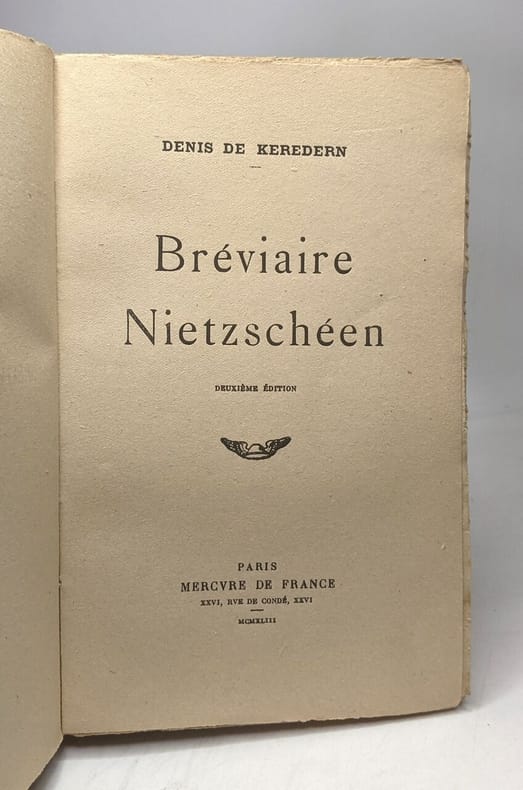 DENIS DE KEREDERN
Bréviaire
Nietzschéen
DEUXIÈME ÉDITION
PARIS
MERCVRE DE FRANCE
XXVI, RVE DE CONDÉ, XXVI
MCMXLIII